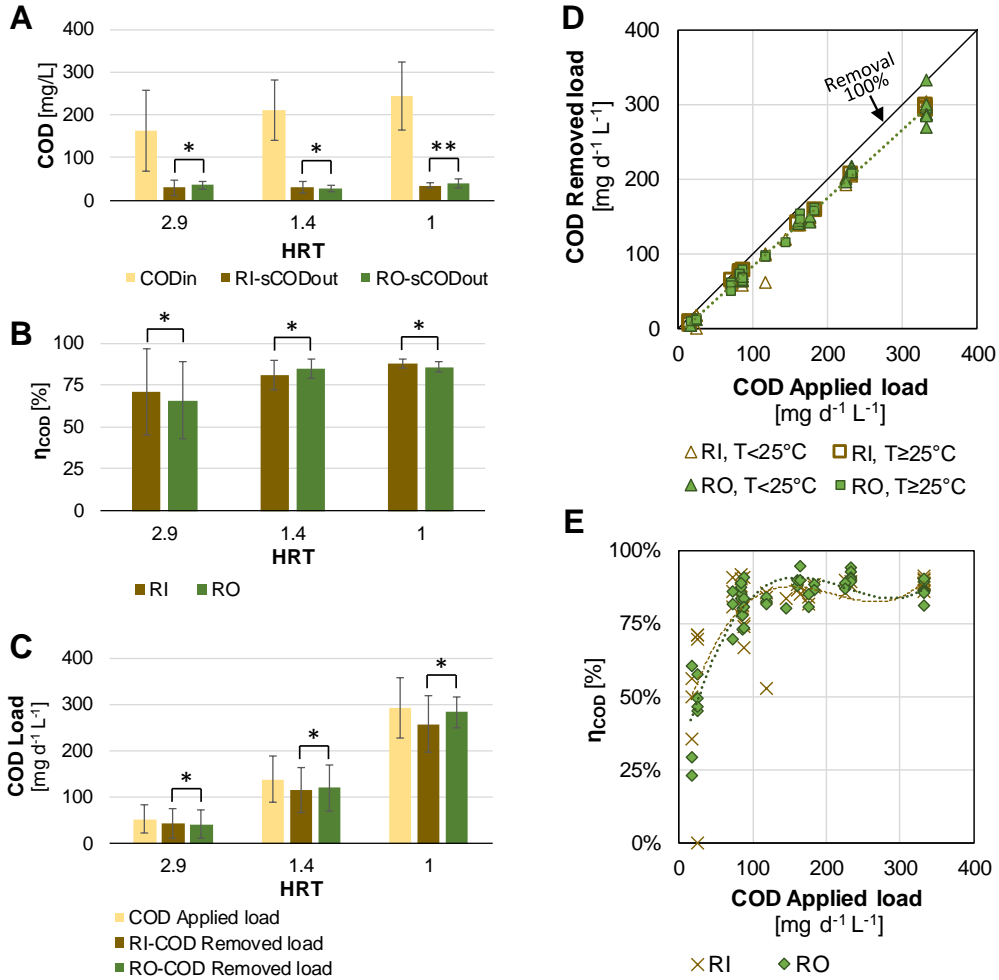 A
COD [mg/L]
400
300
200
100
0
*
*
**
2.9
1.4
1
HRT
CODin
RI-sCODout
RO-sCODout
B
ηCOD [%]
100
75
50
25
0
*
*
*
2.9
1.4
1
HRT
RI
RO
C
COD Load
[mg d-1 L-1]
400
300
200
100
0
*
*
*
2.9
1.4
1
HRT
COD Applied load
RI-COD Removed load
RO-COD Removed load
D
COD Removed load
[mg d-1 L-1]
400
300
200
100
0
Removal
100%
0
100
200
300
400
COD Applied load
[mg d-1 L-1]
RI, T<25°C
RI, T≥25°C
RO, T<25°C
RO, T≥25°C
E
ηCOD [%]
100%
75%
50%
25%
0%
0
100
200
300
400
COD Applied load
[mg d-1 L-1]
RI
RO